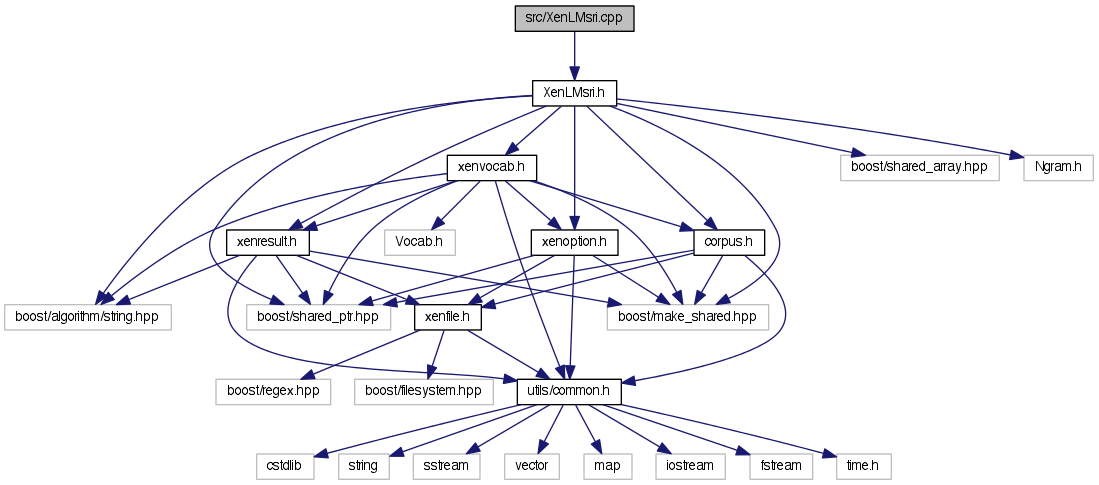 src/XenLMsri.cpp
XenLMsri.h
xenvocab.h
boost/shared_array.hpp
Ngram.h
xenresult.h
Vocab.h
xenoption.h
corpus.h
boost/algorithm/string.hpp
boost/shared_ptr.hpp
xenfile.h
boost/make_shared.hpp
boost/regex.hpp
boost/filesystem.hpp
utils/common.h
cstdlib
string
sstream
vector
map
iostream
fstream
time.h